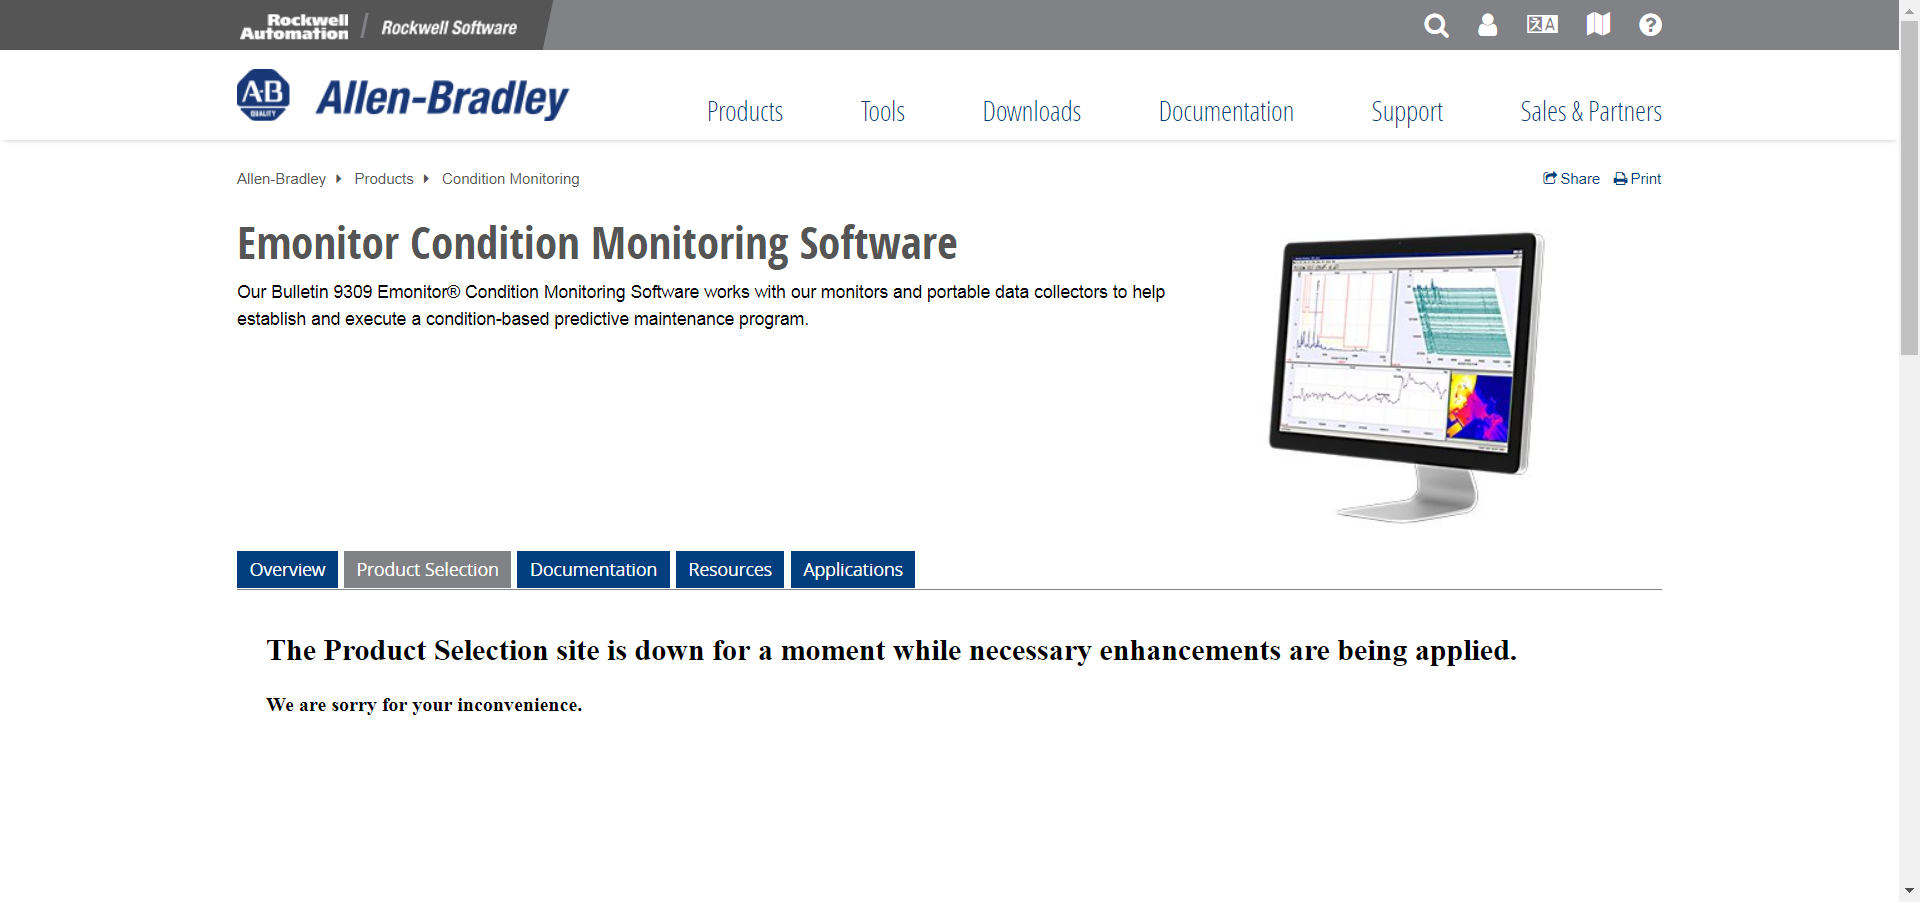 Rockwell Automation / Rockwell Software
AB QUALITY Allen-Bradley
Products Tools Downloads Documentation Support Sales & Partners
Allen-Bradley Products Condition Monitoring Share Print
Emonitor Condition Monitoring Software
Our Bulletin 9309 Emonitor® Condition Monitoring Software works with our monitors and portable data collectors to help
establish and execute a condition-based predictive maintenance program.
Overview Product Selection Documentation Resources Applications
The Product Selection site is down for a moment while necessary enhancements are being applied.
We are sorry for your inconvenience.